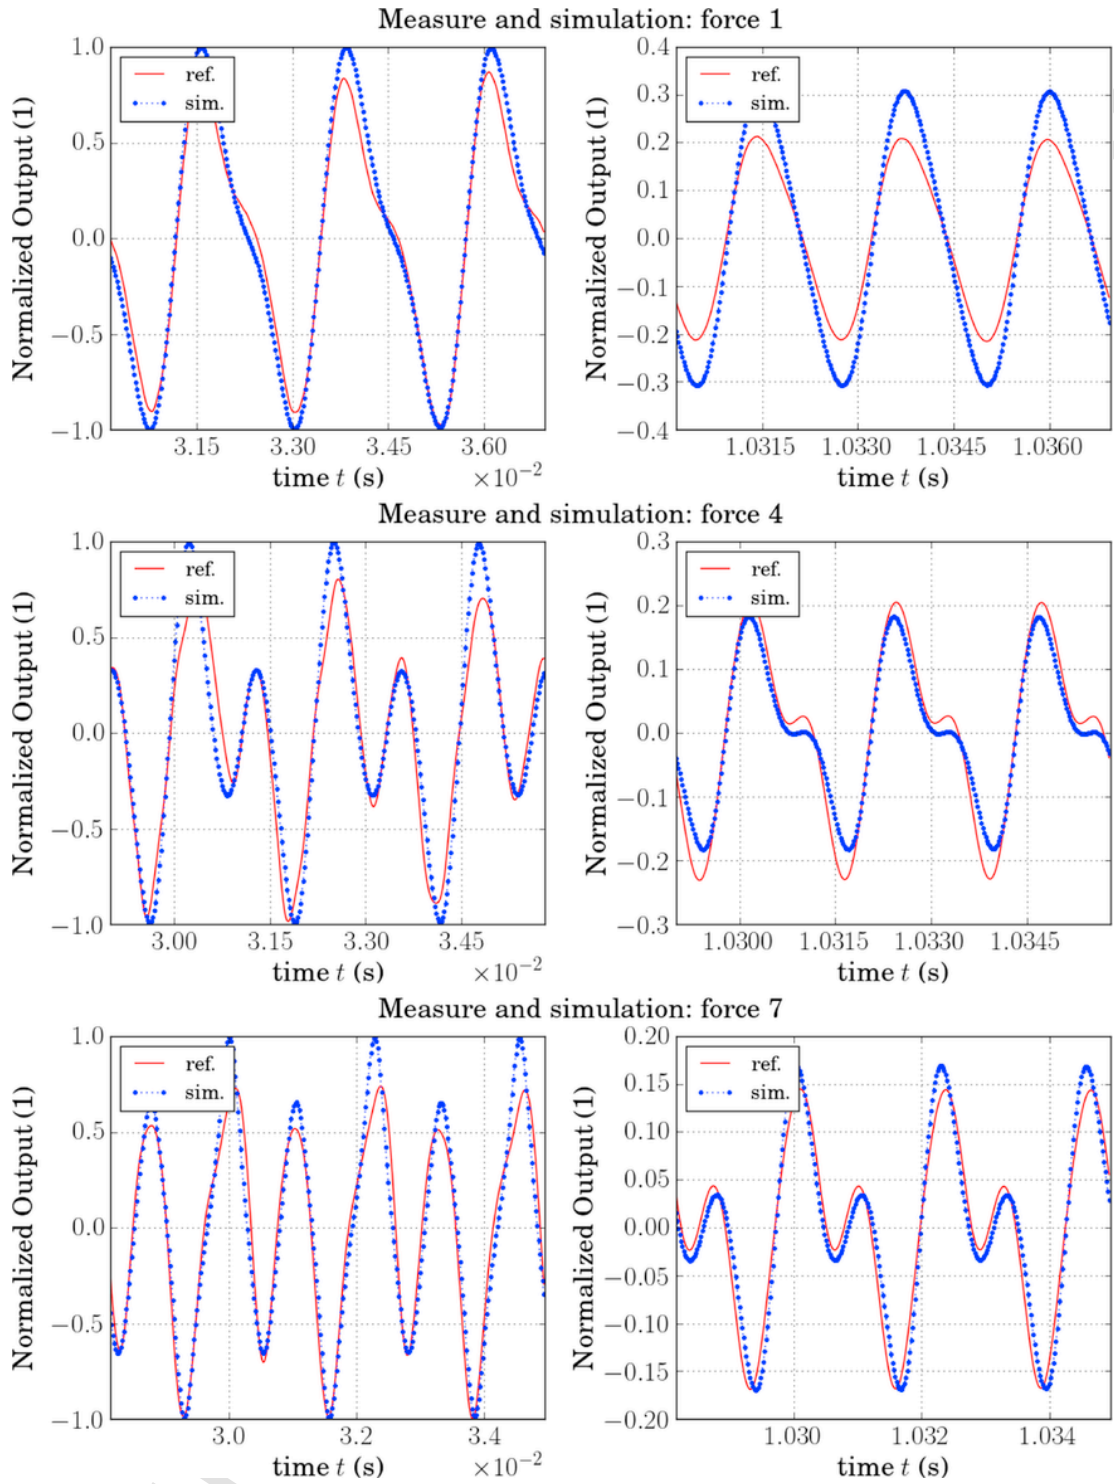 Measure and simulation: force 1
Normalized Output (1)
1.0
0.5
0.0
−0.5
−1.0
ref.
sim.
3.15 3.30 3.45 3.60
×10−2
time t (s)
Normalized Output (1)
0.4
0.3
0.2
0.1
0.0
−0.1
−0.2
−0.3
−0.4
ref.
sim.
1.0315 1.0330 1.0345 1.0360
time t (s)
Measure and simulation: force 4
Normalized Output (1)
1.0
0.5
0.0
−0.5
−1.0
ref.
sim.
3.00 3.15 3.30 3.45
×10−2
time t (s)
Normalized Output (1)
0.3
0.2
0.1
0.0
−0.1
−0.2
−0.3
ref.
sim.
1.0300 1.0315 1.0330 1.0345
time t (s)
Measure and simulation: force 7
Normalized Output (1)
1.0
0.5
0.0
−0.5
−1.0
ref.
sim.
3.0 3.2 3.4
×10−2
time t (s)
Normalized Output (1)
0.20
0.15
0.10
0.05
0.00
−0.05
−0.10
−0.15
−0.20
ref.
sim.
1.030 1.032 1.034
time t (s)